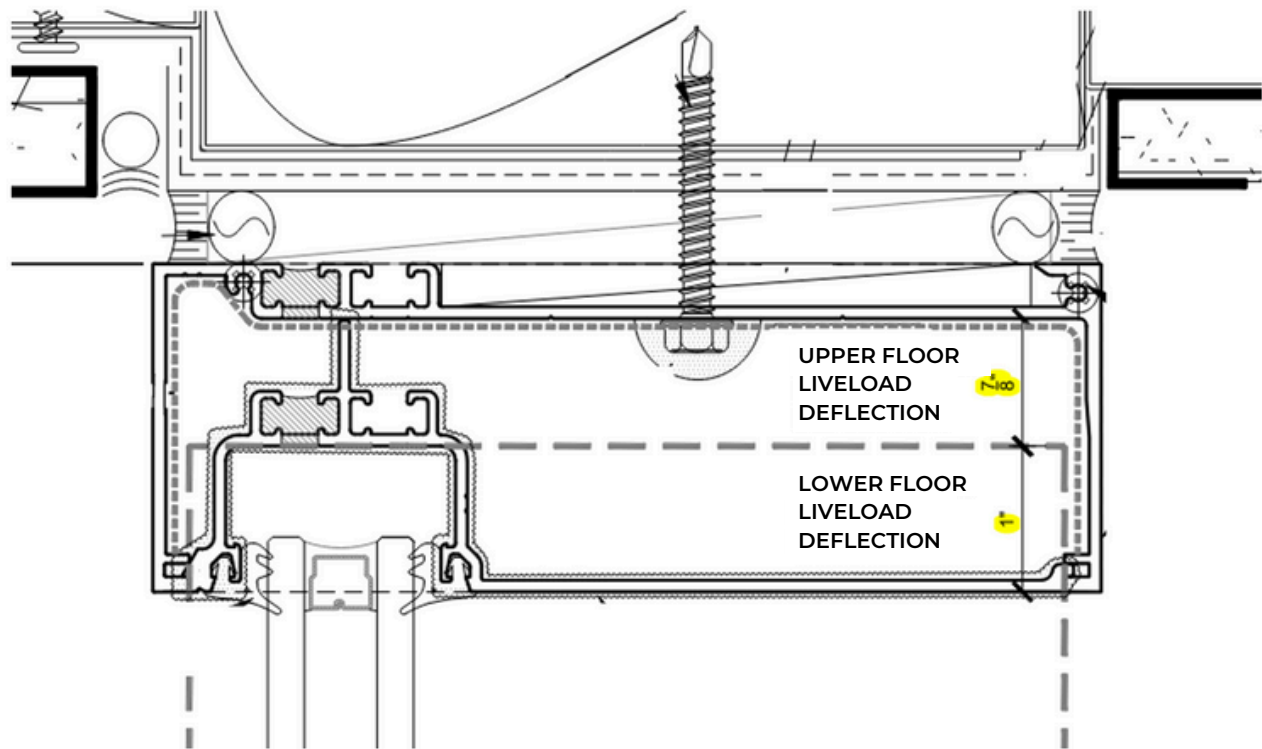 UPPER FLOOR
LIVELOAD
DEFLECTION
7"
8
LOWER FLOOR
LIVELOAD
DEFLECTION
1"